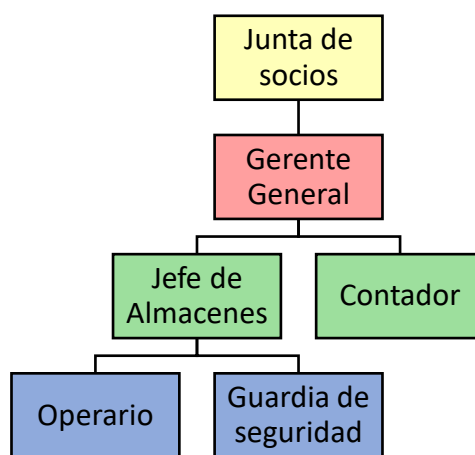 Junta de
socios
Gerente
General
Jefe de
Almacenes
Contador
Operario
Guardia de
seguridad